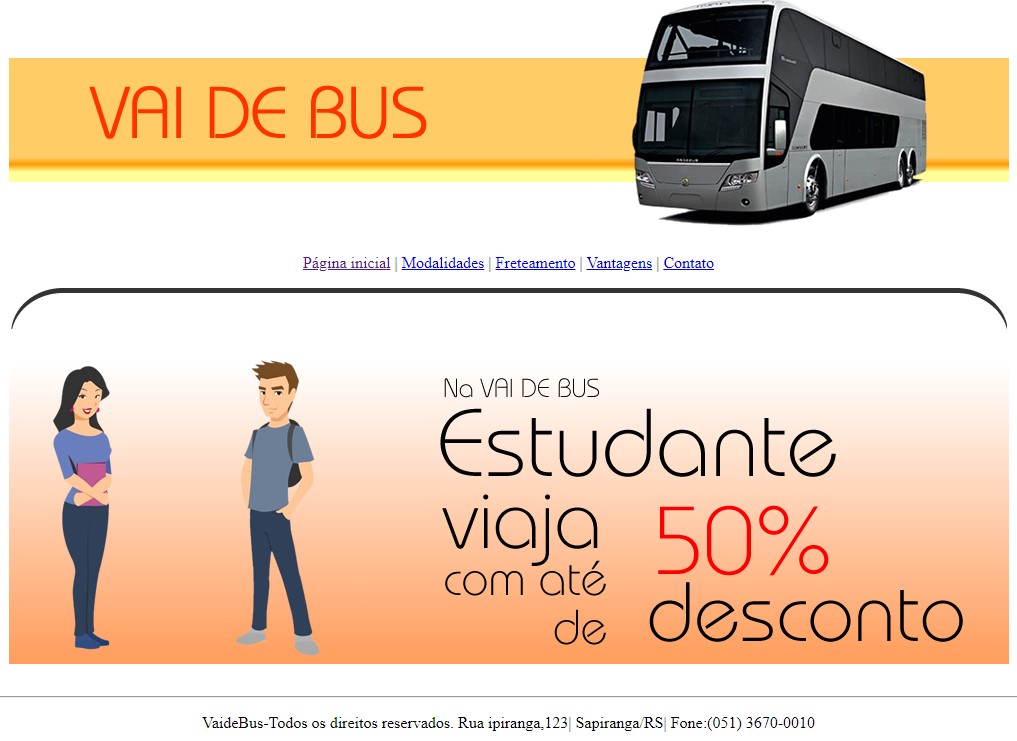 VAI DE BUS
Página inicial | Modalidades | Freteamento | Vantagens | Contato
Na VAI DE BUS
Estudante
viaja 50%
com até
de desconto
VaideBus-Todos os direitos reservados. Rua ipiranga,123| Sapiranga/RS| Fone:(051) 3670-0010